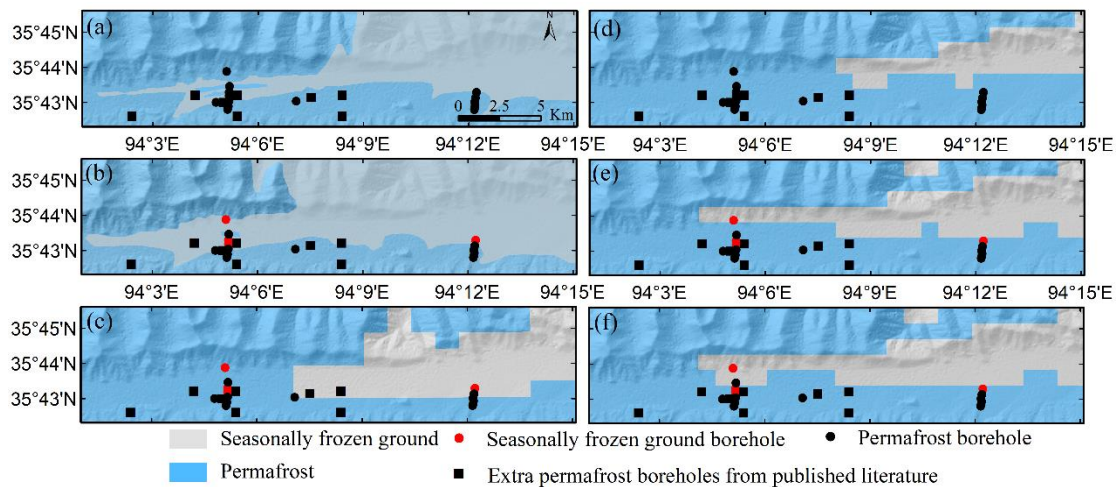 (a)
(d)
35°45'N
35°44'N
35°43'N
0 2.5 5
Km
94°3'E 94°6'E 94°9'E 94°12'E 94°15'E 94°3'E 94°6'E 94°9'E 94°12'E 94°15'E
(b)
(e)
35°45'N
35°44'N
35°43'N
94°3'E 94°6'E 94°9'E 94°12'E 94°15'E 94°3'E 94°6'E 94°9'E 94°12'E 94°15'E
(c)
(f)
35°45'N
35°44'N
35°43'N
Seasonally frozen ground
Seasonally frozen ground borehole
Permafrost borehole
Permafrost
Extra permafrost boreholes from published literature